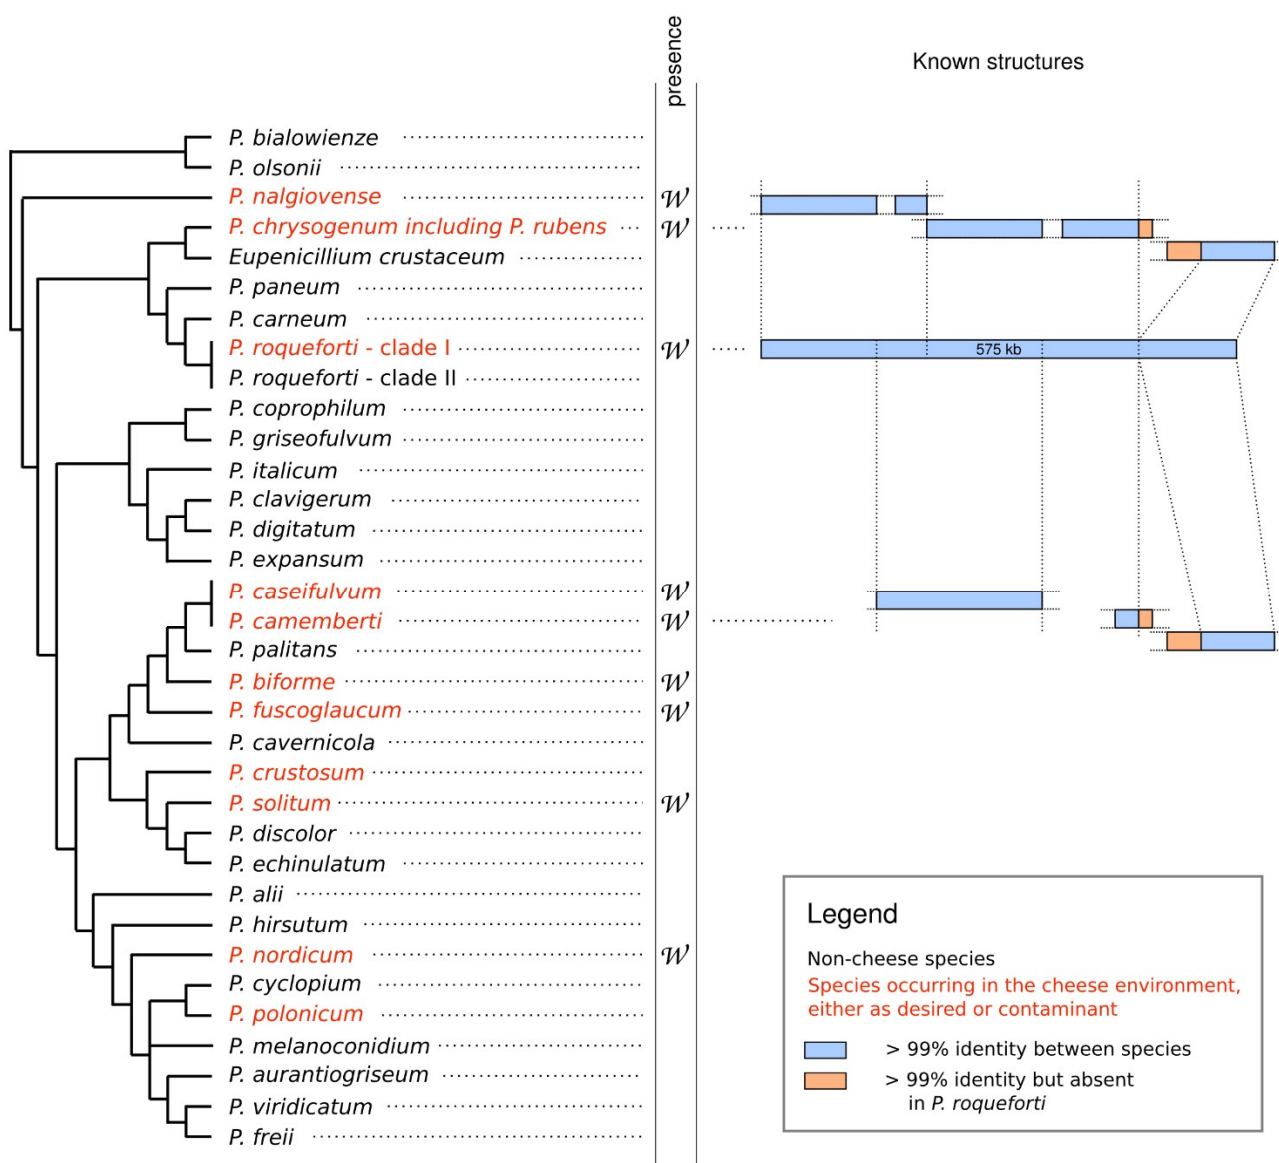 presence
Known structures
P. bialowienze
P. olsonii
P. nalgiovense 𝒲
P. chrysogenum including P. rubens 𝒲
Eupenicillium crustaceum
P. paneum
P. carneum
P. roqueforti - clade I 𝒲 575 kb
P. roqueforti - clade II
P. coprophilum
P. griseofulvum
P. italicum
P. clavigerum
P. digitatum
P. expansum
P. caseifulvum 𝒲
P. camemberti 𝒲
P. palitans
P. biforme 𝒲
P. fuscoglaucum 𝒲
P. cavernicola
P. crustosum
P. solitum 𝒲
P. discolor
P. echinulatum
P. alii
P. hirsutum
P. nordicum 𝒲
P. cyclopium
P. polonicum
P. melanoconidium
P. aurantiogriseum
P. viridicatum
P. freii
Legend
Non-cheese species
Species occurring in the cheese environment,
either as desired or contaminant
> 99% identity between species
> 99% identity but absent
in P. roqueforti